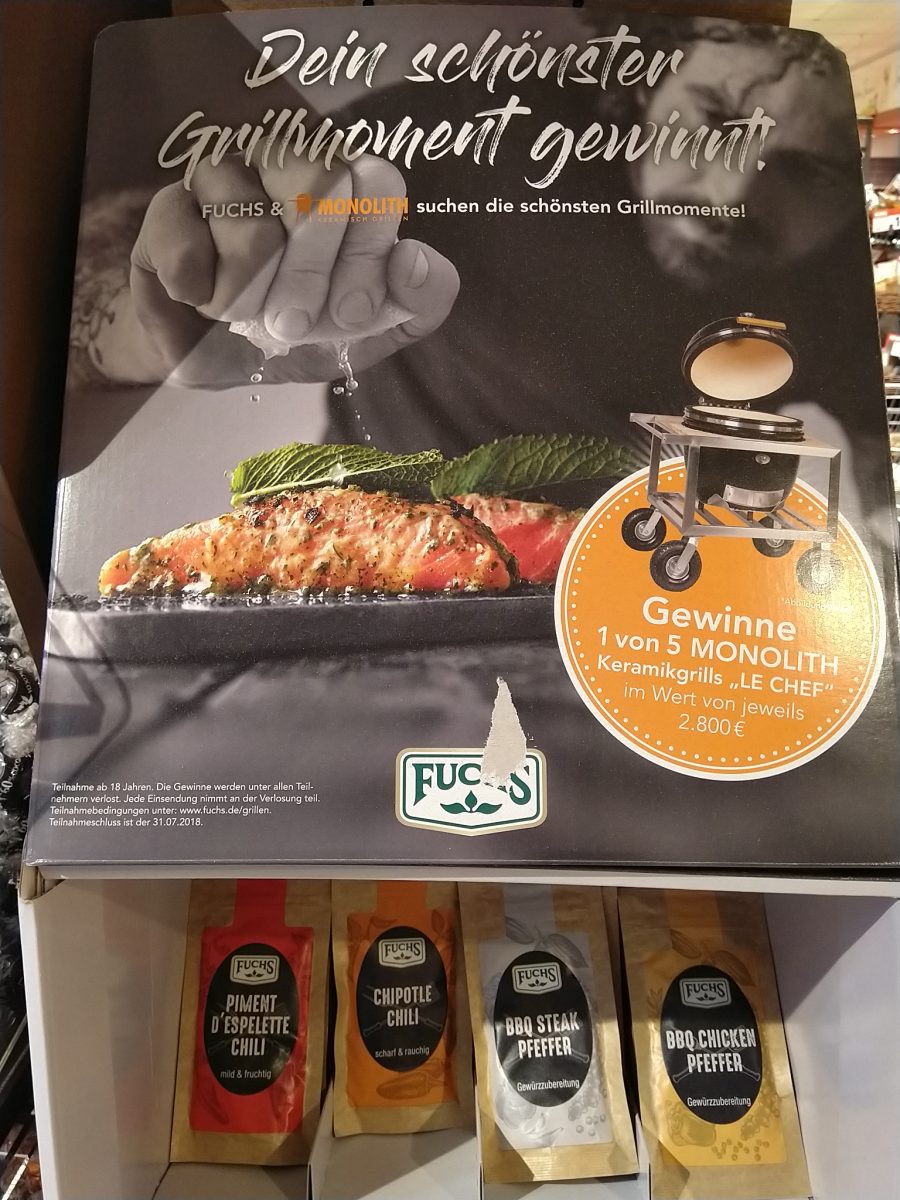 Dein schönster
Grillmoment gewinnt!
FUCHS & MONOLITH suchen die schönsten Grillmomente!
KERAMISCH GRILLEN
Gewinne
1 von 5 MONOLITH
Keramikgrills „LE CHEF“
im Wert von jeweils
2.800 €
FUCHS
Teilnahme ab 18 Jahren. Die Gewinne werden unter allen Teil-
nehmern verlost. Jede Einsendung nimmt an der Verlosung teil.
Teilnahmebedingungen unter: www.fuchs.de/grillen.
Teilnahmeschluss ist der 31.07.2018.
FUCHS
PIMENT
D'ESPELETTE
CHILI
mild & fruchtig
FUCHS
CHIPOTLE
CHILI
scharf & rauchig
FUCHS
BBQ STEAK
PFEFFER
Gewürzzubereitung
FUCHS
BBQ CHICKEN
PFEFFER
Gewürzzubereitung